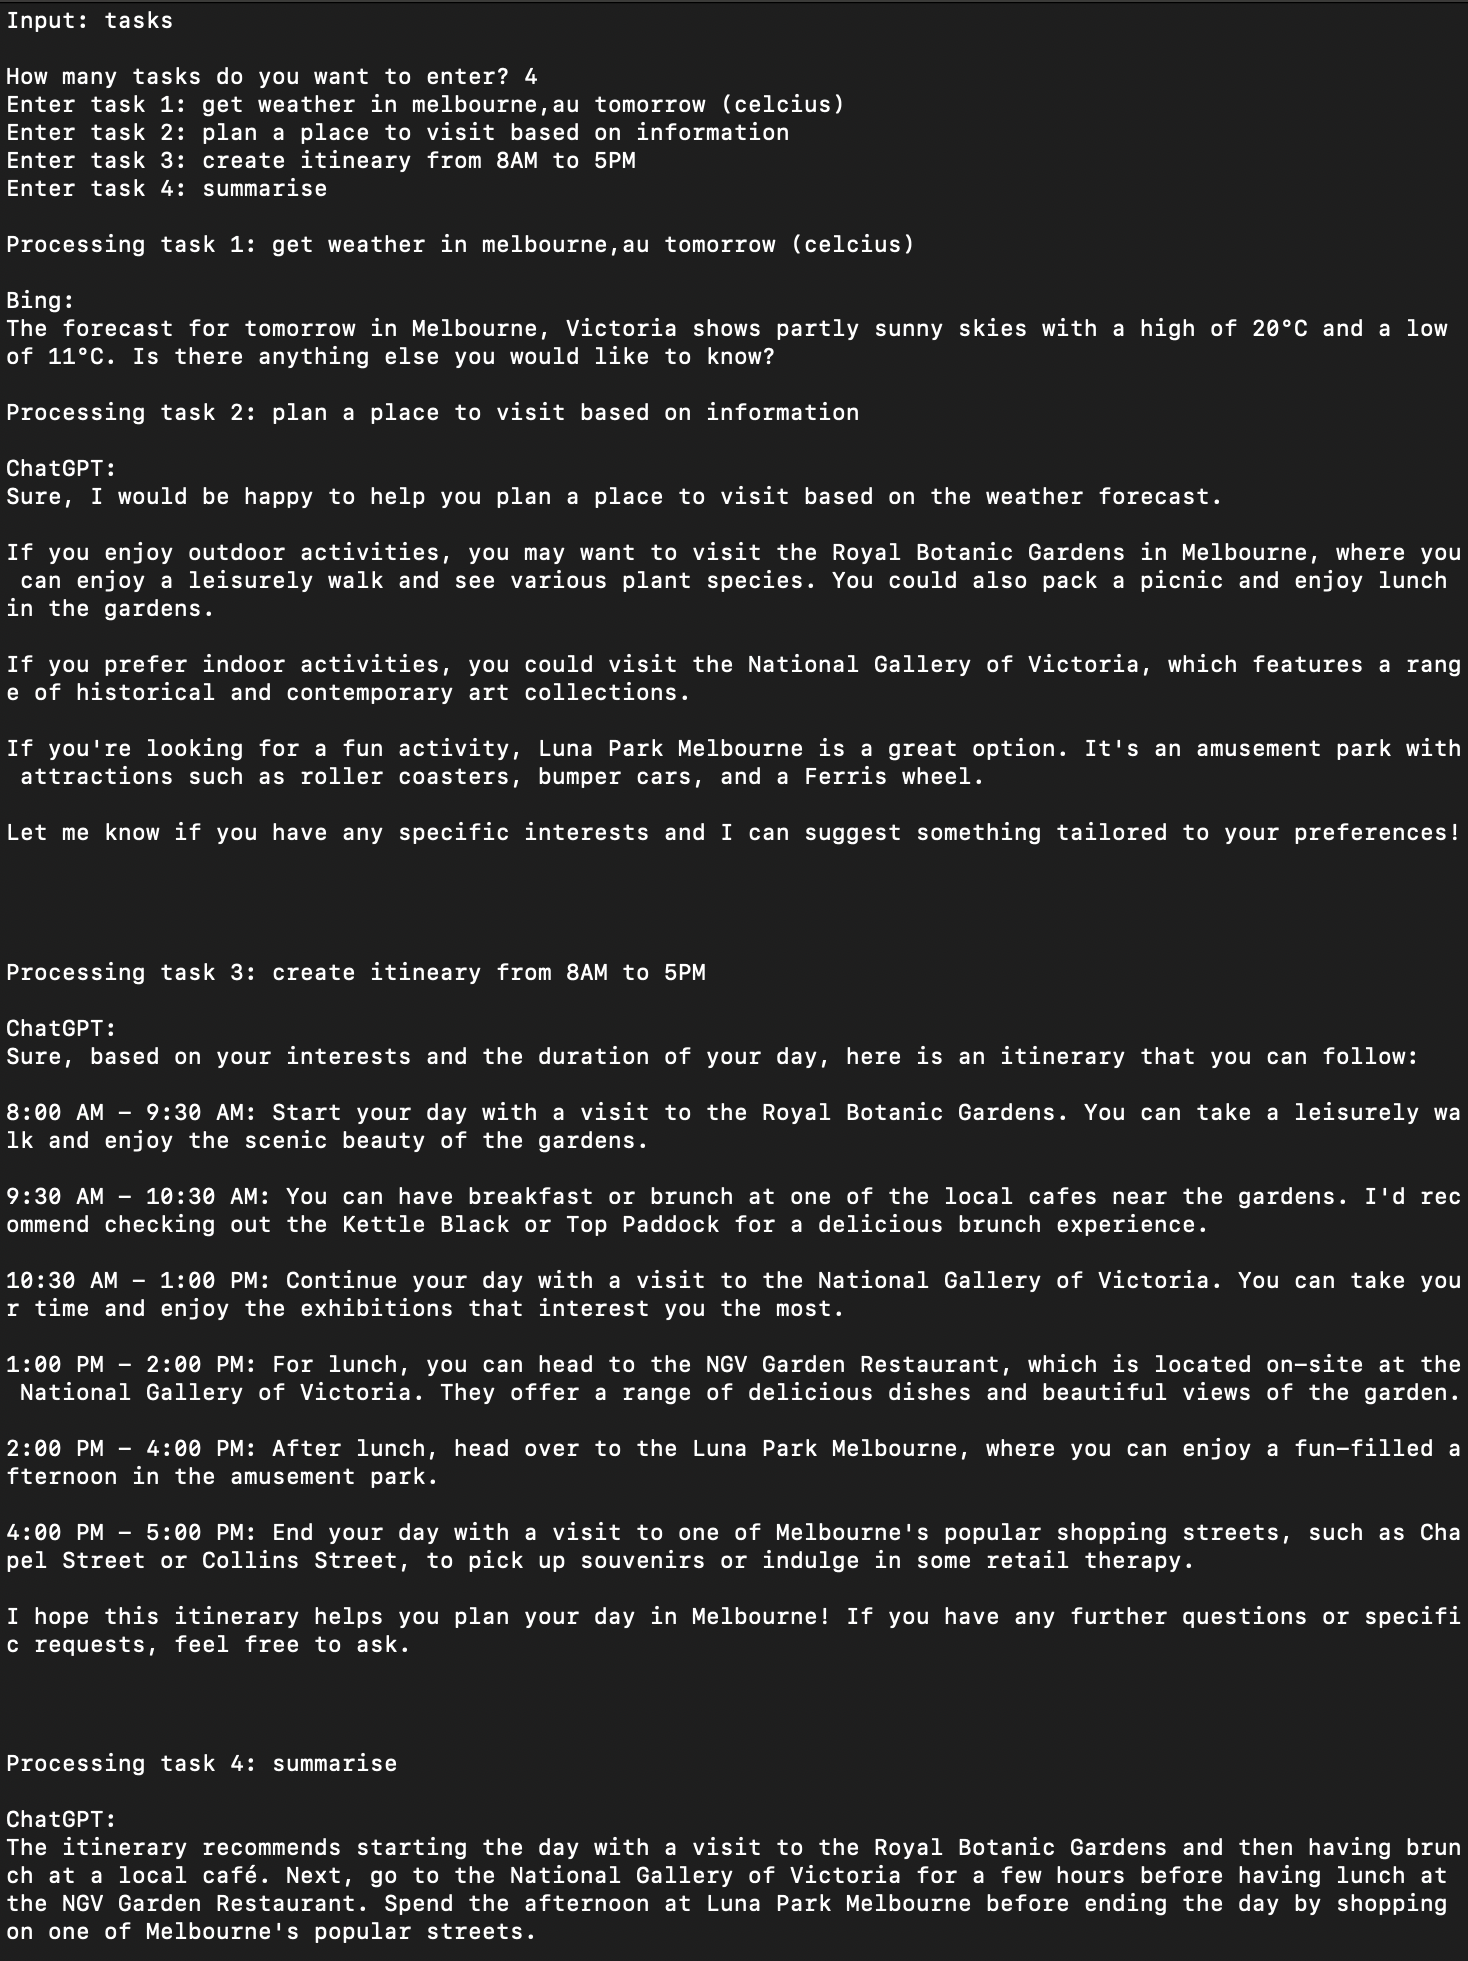 Input: tasks
How many tasks do you want to enter? 4
Enter task 1: get weather in melbourne,au tomorrow (celcius)
Enter task 2: plan a place to visit based on information
Enter task 3: create itineary from 8AM to 5PM
Enter task 4: summarise
Processing task 1: get weather in melbourne,au tomorrow (celcius)
Bing:
The forecast for tomorrow in Melbourne, Victoria shows partly sunny skies with a high of 20°C and a low
of 11°C. Is there anything else you would like to know?
Processing task 2: plan a place to visit based on information
ChatGPT:
Sure, I would be happy to help you plan a place to visit based on the weather forecast.
If you enjoy outdoor activities, you may want to visit the Royal Botanic Gardens in Melbourne, where you
 can enjoy a leisurely walk and see various plant species. You could also pack a picnic and enjoy lunch
in the gardens.
If you prefer indoor activities, you could visit the National Gallery of Victoria, which features a rang
e of historical and contemporary art collections.
If you're looking for a fun activity, Luna Park Melbourne is a great option. It's an amusement park with
 attractions such as roller coasters, bumper cars, and a Ferris wheel.
Let me know if you have any specific interests and I can suggest something tailored to your preferences!
Processing task 3: create itineary from 8AM to 5PM
ChatGPT:
Sure, based on your interests and the duration of your day, here is an itinerary that you can follow:
8:00 AM – 9:30 AM: Start your day with a visit to the Royal Botanic Gardens. You can take a leisurely wa
lk and enjoy the scenic beauty of the gardens.
9:30 AM – 10:30 AM: You can have breakfast or brunch at one of the local cafes near the gardens. I'd rec
ommend checking out the Kettle Black or Top Paddock for a delicious brunch experience.
10:30 AM – 1:00 PM: Continue your day with a visit to the National Gallery of Victoria. You can take you
r time and enjoy the exhibitions that interest you the most.
1:00 PM – 2:00 PM: For lunch, you can head to the NGV Garden Restaurant, which is located on-site at the
 National Gallery of Victoria. They offer a range of delicious dishes and beautiful views of the garden.
2:00 PM – 4:00 PM: After lunch, head over to the Luna Park Melbourne, where you can enjoy a fun-filled a
fternoon in the amusement park.
4:00 PM – 5:00 PM: End your day with a visit to one of Melbourne's popular shopping streets, such as Cha
pel Street or Collins Street, to pick up souvenirs or indulge in some retail therapy.
I hope this itinerary helps you plan your day in Melbourne! If you have any further questions or specifi
c requests, feel free to ask.
Processing task 4: summarise
ChatGPT:
The itinerary recommends starting the day with a visit to the Royal Botanic Gardens and then having brun
ch at a local café. Next, go to the National Gallery of Victoria for a few hours before having lunch at
the NGV Garden Restaurant. Spend the afternoon at Luna Park Melbourne before ending the day by shopping
on one of Melbourne's popular streets.